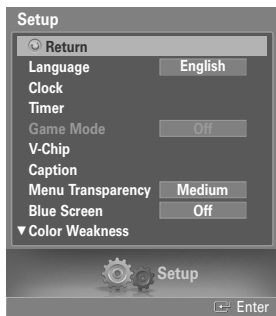 Setup
Return
Language English
Clock
Timer
Game Mode Off
V-Chip
Caption
Menu Transparency Medium
Blue Screen Off
▼ Color Weakness
Setup
Enter